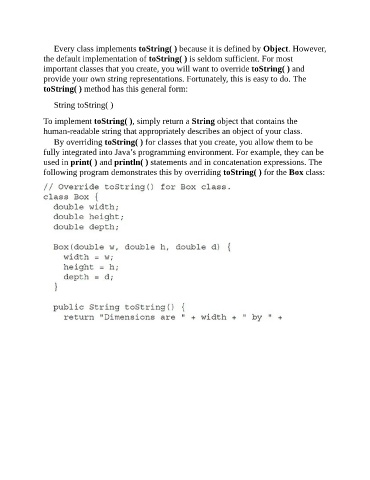 Every class implements toString( ) because it is defined by Object. However,
the default implementation of toString( ) is seldom sufficient. For most
important classes that you create, you will want to override toString( ) and
provide your own string representations. Fortunately, this is easy to do. The
toString( ) method has this general form:
String toString( )
To implement toString( ), simply return a String object that contains the
human-readable string that appropriately describes an object of your class.
By overriding toString( ) for classes that you create, you allow them to be
fully integrated into Java’s programming environment. For example, they can be
used in print( ) and println( ) statements and in concatenation expressions. The
following program demonstrates this by overriding toString( ) for the Box class:
// Override toString() for Box class.
class Box {
  double width;
  double height;
  double depth;
  Box(double w, double h, double d) {
    width = w;
    height = h;
    depth = d;
  }
  public String toString() {
    return "Dimensions are " + width + " by " +